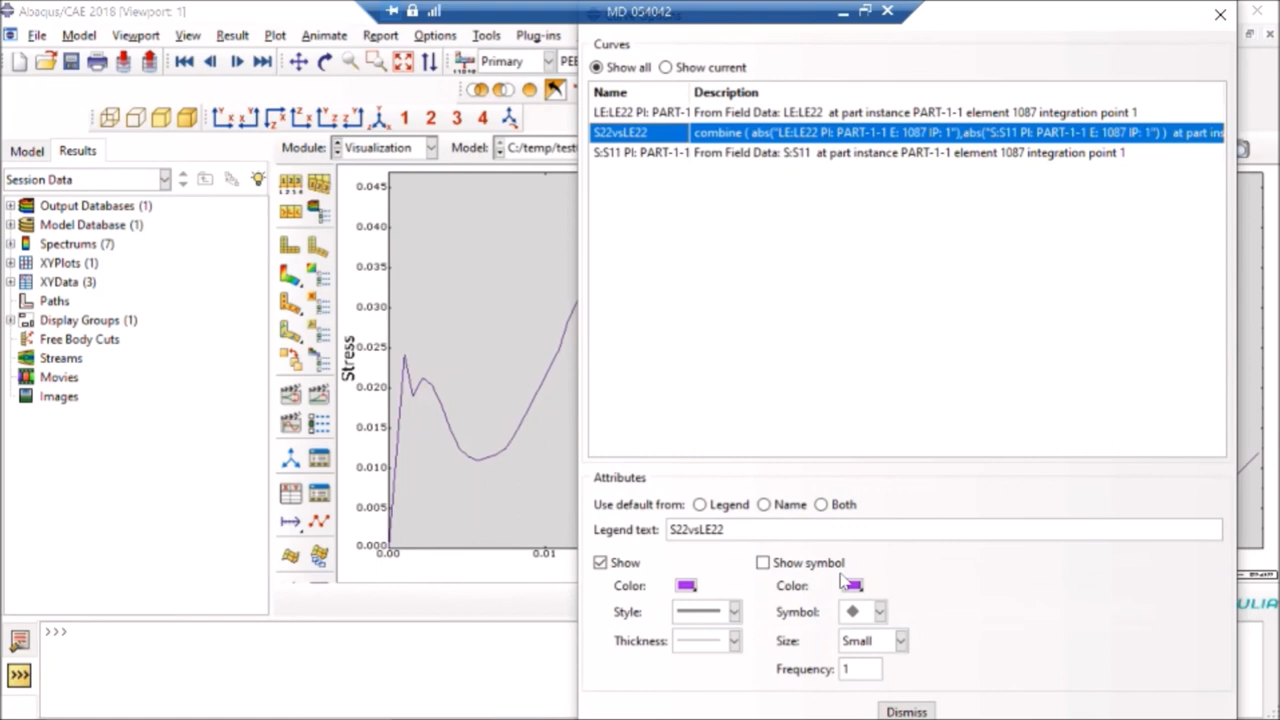 Abaqus/CAE 2018 [Viewport: 1]
MD_054042
File Model Viewport View Result Plot Animate Report Options Tools Plug-ins
Primary PEE
1 2 3 4
Model Results Module: Visualization Model: C:/temp/test
Session Data
Output Databases (1)
Model Database (1)
Spectrums (7)
XYPlots (1)
XYData (3)
Paths
Display Groups (1)
Free Body Cuts
Streams
Movies
Images
Stress
0.045
0.040
0.035
0.030
0.025
0.020
0.015
0.010
0.005
0.000
0.00 0.01
>>>
>>>
Curves
Show all Show current
Name Description
LE:LE22 PI: PART-1 From Field Data: LE:LE22 at part instance PART-1-1 element 1087 integration point 1
S22vsLE22 combine ( abs("LE:LE22 PI: PART-1-1 E: 1087 IP: 1"),abs("S:S11 PI: PART-1-1 E: 1087 IP: 1") ) at part ins
S:S11 PI: PART-1-1 From Field Data: S:S11 at part instance PART-1-1 element 1087 integration point 1
Attributes
Use default from: Legend Name Both
Legend text: S22vsLE22
Show Show symbol
Color: Color:
Style: Symbol:
Thickness: Size: Small
Frequency: 1
Dismiss
ULIA